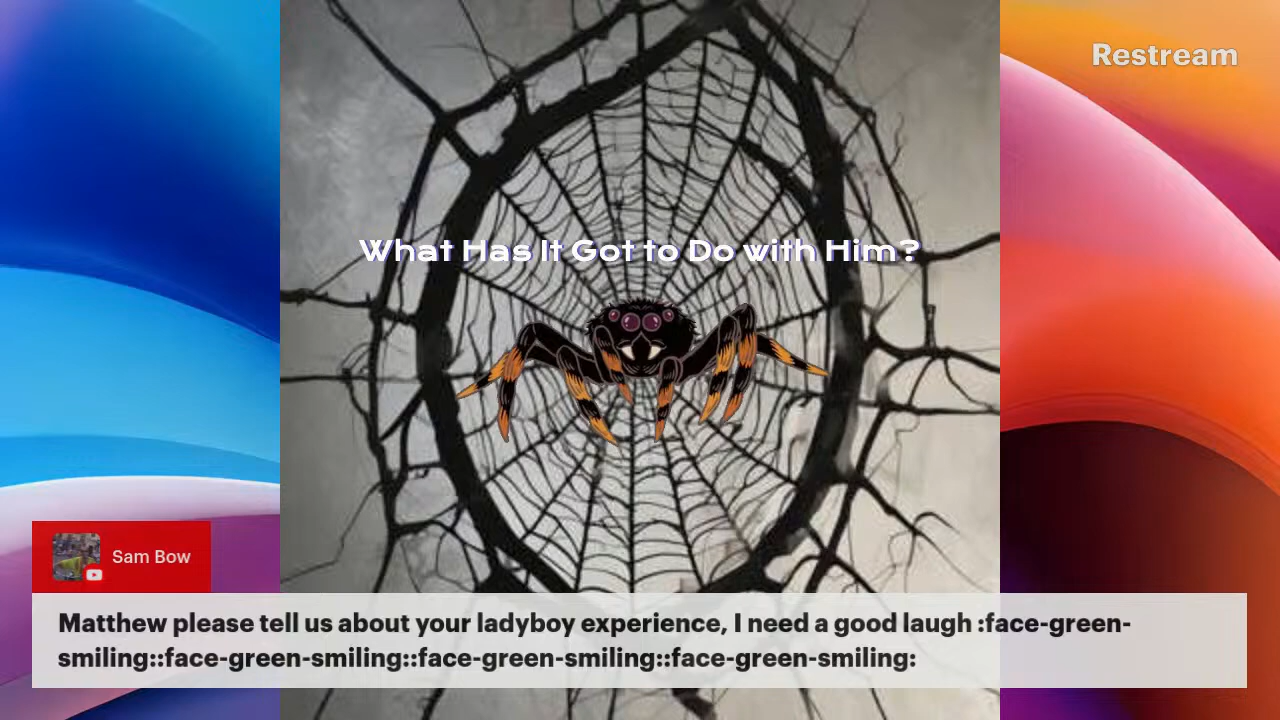 Restream
What Has It Got to Do with Him?
Sam Bow
Matthew please tell us about your ladyboy experience, I need a good laugh :face-green-
smiling::face-green-smiling::face-green-smiling::face-green-smiling: